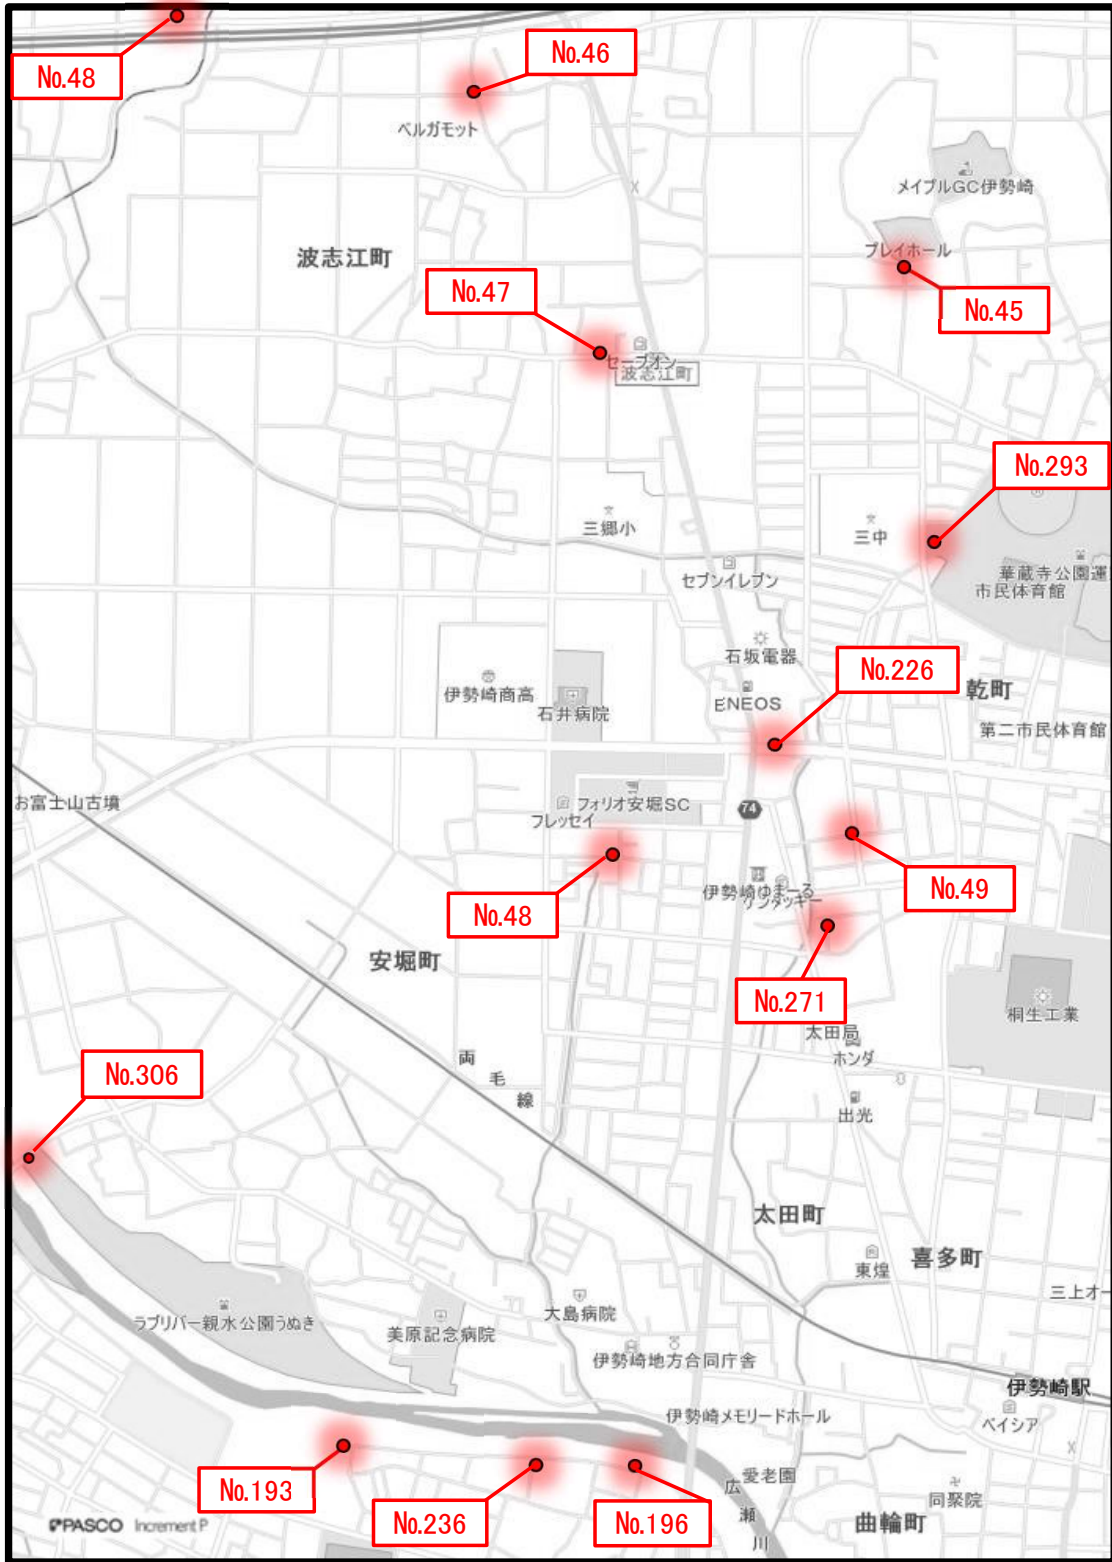 No.48
No.46
ベルガモット
メイプルGC伊勢崎
波志江町
プレイホール
No.47
No.45
セーブオン
波志江町
No.293
三郷小
三中
セブンイレブン
華蔵寺公園運
市民体育館
石坂電器
No.226
伊勢崎商高
石井病院
ENEOS
乾町
第二市民体育館
お富士山古墳
フォリオ安堀SC
フレッセイ
74
伊勢崎ゆまーる
ケンタッキー
No.49
No.48
安堀町
No.271
桐生工業
太田局
ホンダ
両毛線
No.306
出光
太田町
東煌
喜多町
三上オー
ラブリバー親水公園うぬき
美原記念病院
大島病院
伊勢崎地方合同庁舎
伊勢崎駅
ベイシア
伊勢崎メモリードホール
No.193
No.236
No.196
愛老園
広瀬川
同聚院
曲輪町
PASCO Increment P